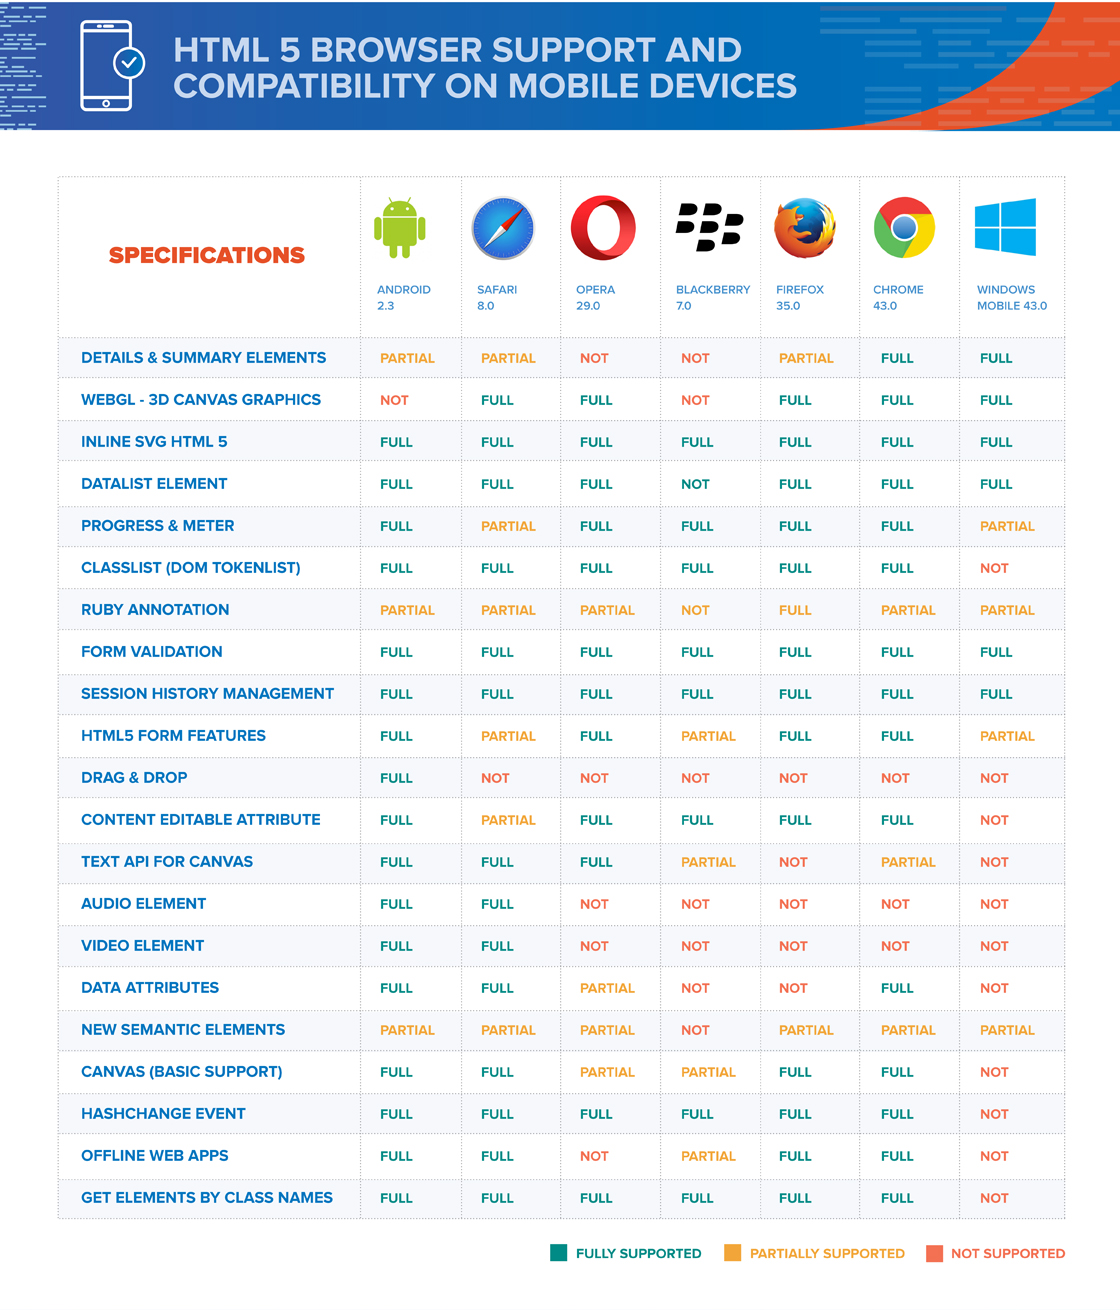 HTML 5 BROWSER SUPPORT AND
COMPATIBILITY ON MOBILE DEVICES
SPECIFICATIONS
ANDROID 2.3
SAFARI 8.0
OPERA 29.0
BLACKBERRY 7.0
FIREFOX 35.0
CHROME 43.0
WINDOWS MOBILE 43.0
DETAILS & SUMMARY ELEMENTS PARTIAL PARTIAL NOT NOT PARTIAL FULL FULL
WEBGL - 3D CANVAS GRAPHICS NOT FULL FULL NOT FULL FULL FULL
INLINE SVG HTML 5 FULL FULL FULL FULL FULL FULL FULL
DATALIST ELEMENT FULL FULL FULL NOT FULL FULL FULL
PROGRESS & METER FULL PARTIAL FULL FULL FULL FULL PARTIAL
CLASSLIST (DOM TOKENLIST) FULL FULL FULL FULL FULL FULL NOT
RUBY ANNOTATION PARTIAL PARTIAL PARTIAL NOT FULL PARTIAL PARTIAL
FORM VALIDATION FULL FULL FULL FULL FULL FULL FULL
SESSION HISTORY MANAGEMENT FULL FULL FULL FULL FULL FULL FULL
HTML5 FORM FEATURES FULL PARTIAL FULL PARTIAL FULL FULL PARTIAL
DRAG & DROP FULL NOT NOT NOT NOT NOT NOT
CONTENT EDITABLE ATTRIBUTE FULL PARTIAL FULL FULL FULL FULL NOT
TEXT API FOR CANVAS FULL FULL FULL PARTIAL NOT PARTIAL NOT
AUDIO ELEMENT FULL FULL NOT NOT NOT NOT NOT
VIDEO ELEMENT FULL FULL NOT NOT NOT NOT NOT
DATA ATTRIBUTES FULL FULL PARTIAL NOT NOT FULL NOT
NEW SEMANTIC ELEMENTS PARTIAL PARTIAL PARTIAL NOT PARTIAL PARTIAL PARTIAL
CANVAS (BASIC SUPPORT) FULL FULL PARTIAL PARTIAL FULL FULL NOT
HASHCHANGE EVENT FULL FULL FULL FULL FULL FULL NOT
OFFLINE WEB APPS FULL FULL NOT PARTIAL FULL FULL NOT
GET ELEMENTS BY CLASS NAMES FULL FULL FULL FULL FULL FULL NOT
FULLY SUPPORTED PARTIALLY SUPPORTED NOT SUPPORTED